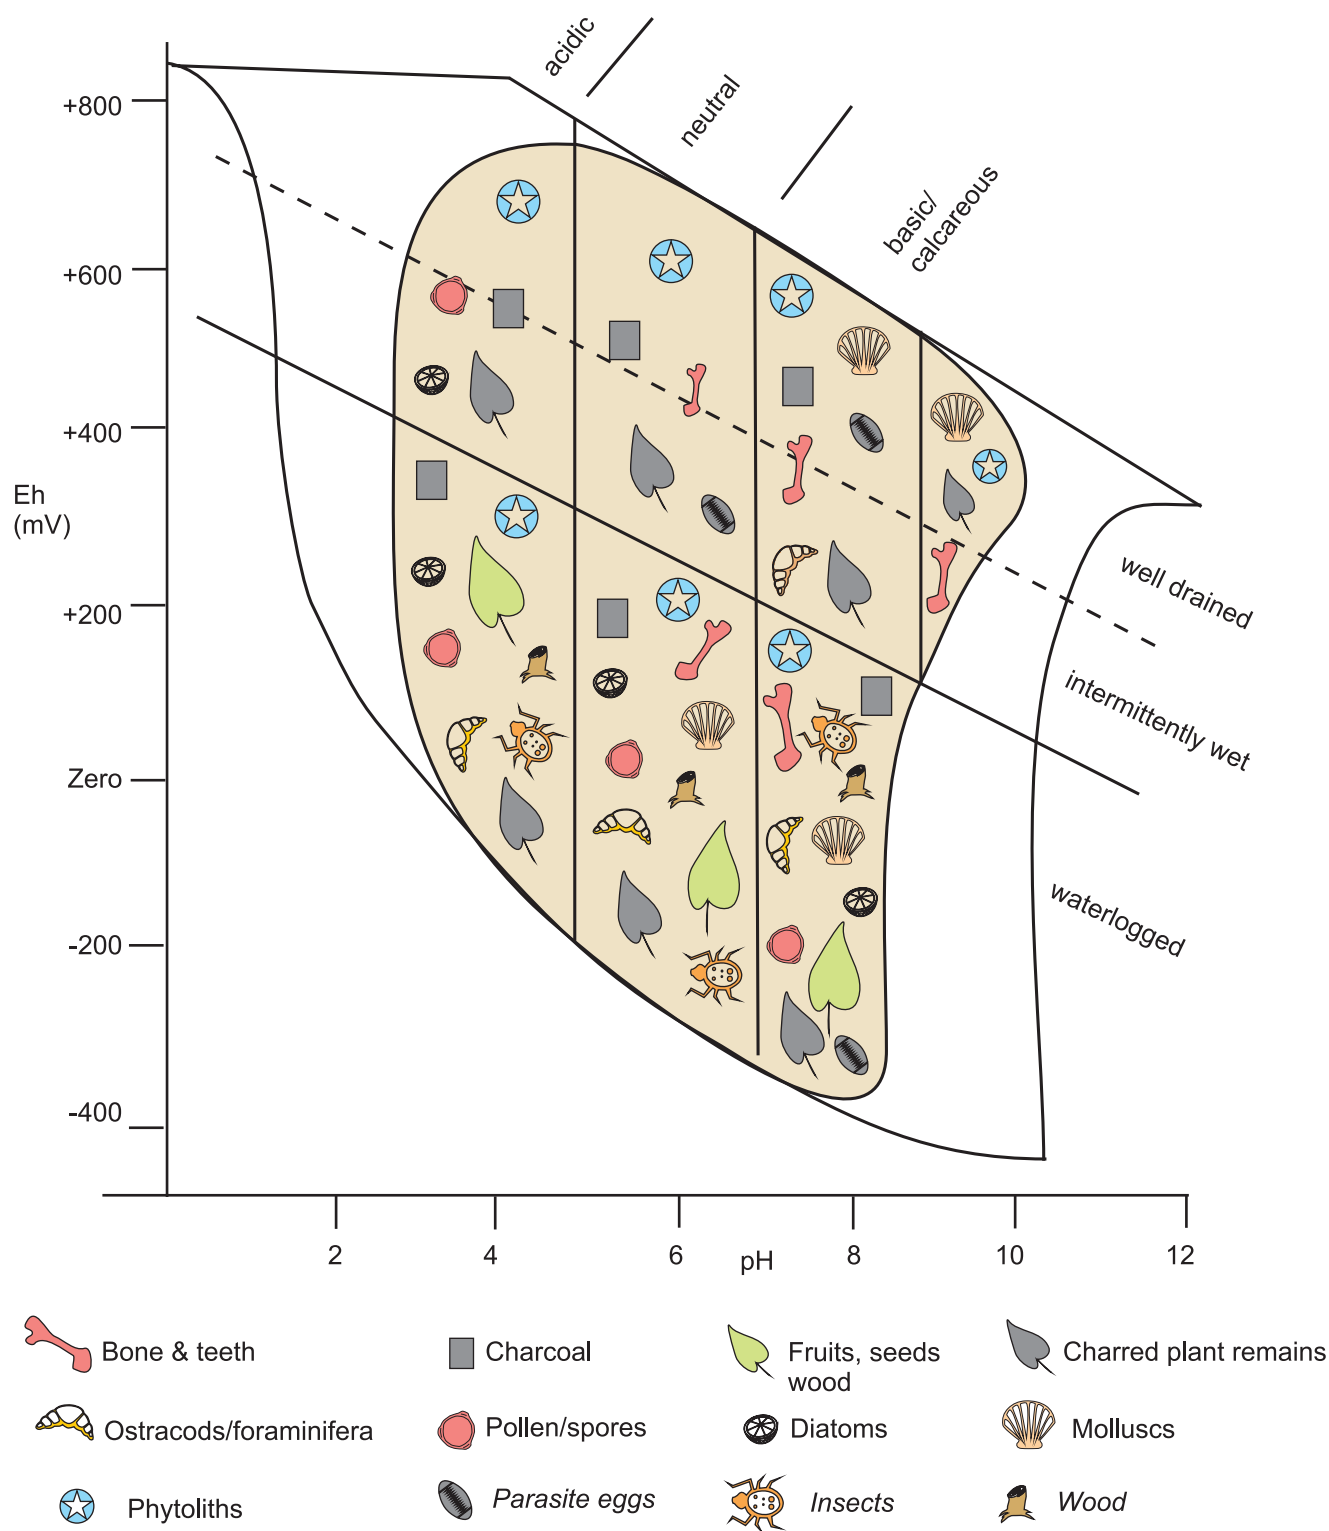 acidic
neutral
basic/
calcareous
+800
+600
+400
Eh
(mV)
+200
Zero
-200
-400
well drained
intermittently wet
waterlogged
2
4
6
pH
8
10
12
Bone & teeth
Charcoal
Fruits, seeds
wood
Charred plant remains
Ostracods/foraminifera
Pollen/spores
Diatoms
Molluscs
Phytoliths
Parasite eggs
Insects
Wood